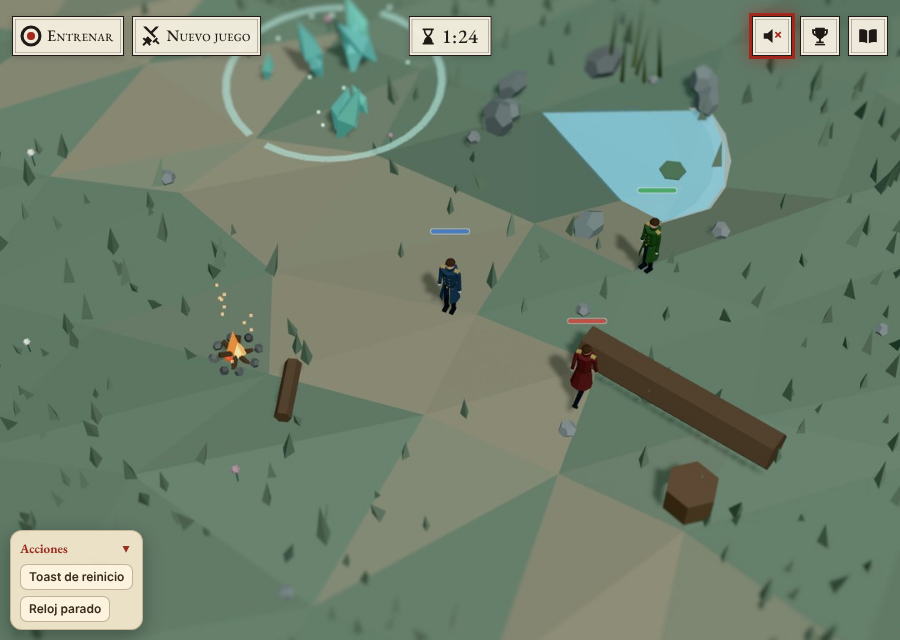 Entrenar
Nuevo juego
1:24
Acciones
Toast de reinicio
Reloj parado